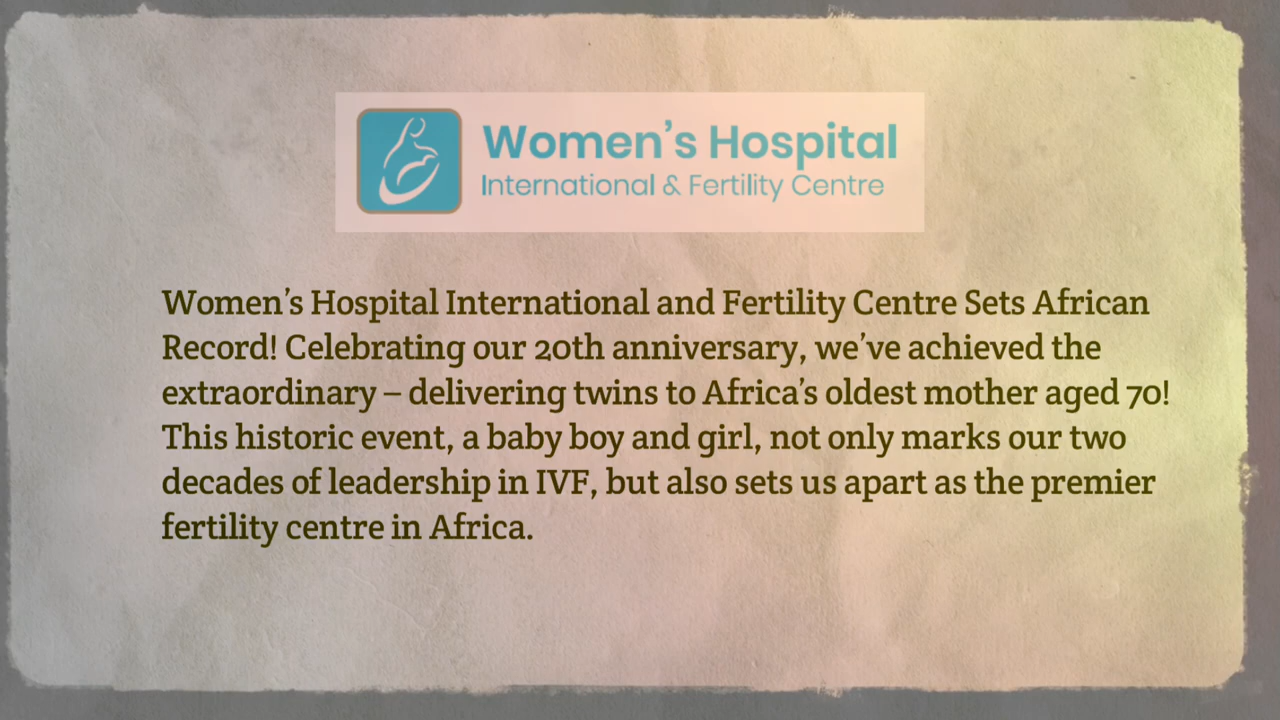 Women's Hospital
International & Fertility Centre
Women's Hospital International and Fertility Centre Sets African
Record! Celebrating our 20th anniversary, we've achieved the
extraordinary – delivering twins to Africa's oldest mother aged 70!
This historic event, a baby boy and girl, not only marks our two
decades of leadership in IVF, but also sets us apart as the premier
fertility centre in Africa.